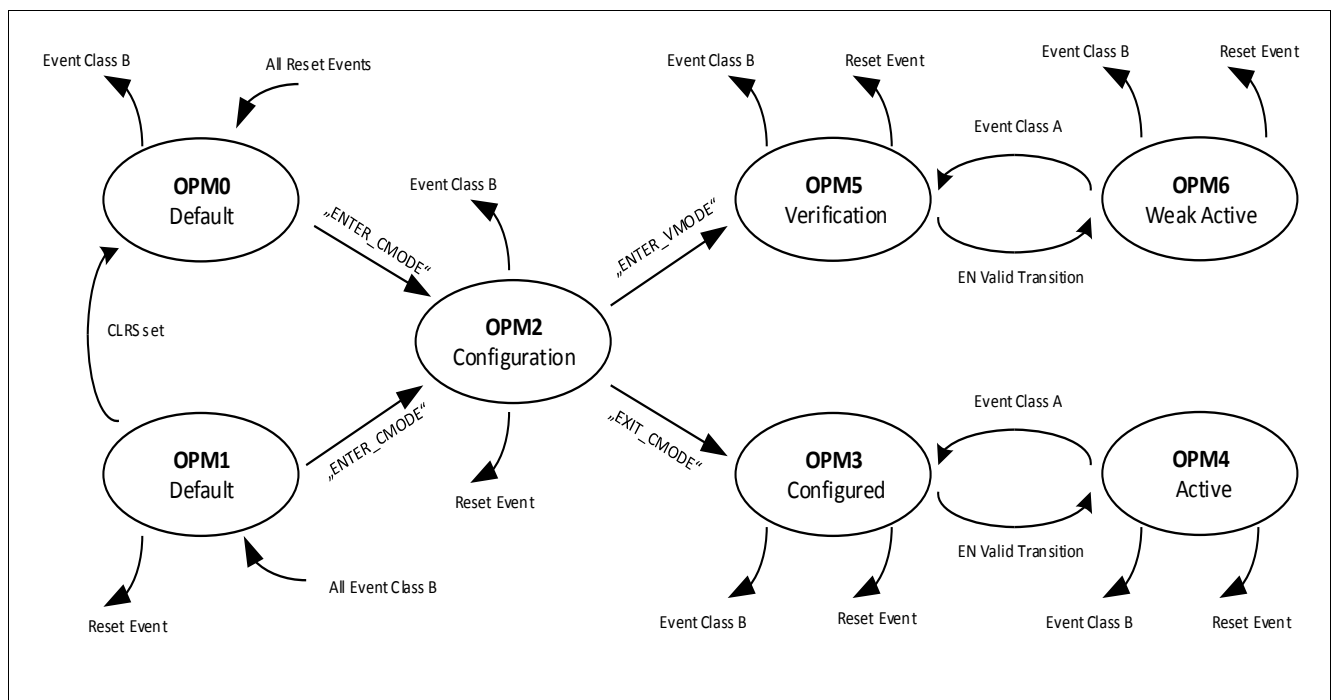 Event Class B
All Reset Events
OPM0
Default
CLRS set
OPM1
Default
Reset Event
All Event Class B
„ENTER_CMODE“
„ENTER_CMODE“
Event Class B
OPM2
Configuration
Reset Event
„ENTER_VMODE“
„EXIT_CMODE“
Event Class B
Reset Event
OPM5
Verification
Event Class A
EN Valid Transition
Event Class B
Reset Event
OPM6
Weak Active
OPM3
Configured
Event Class B
Reset Event
Event Class A
EN Valid Transition
OPM4
Active
Event Class B
Reset Event